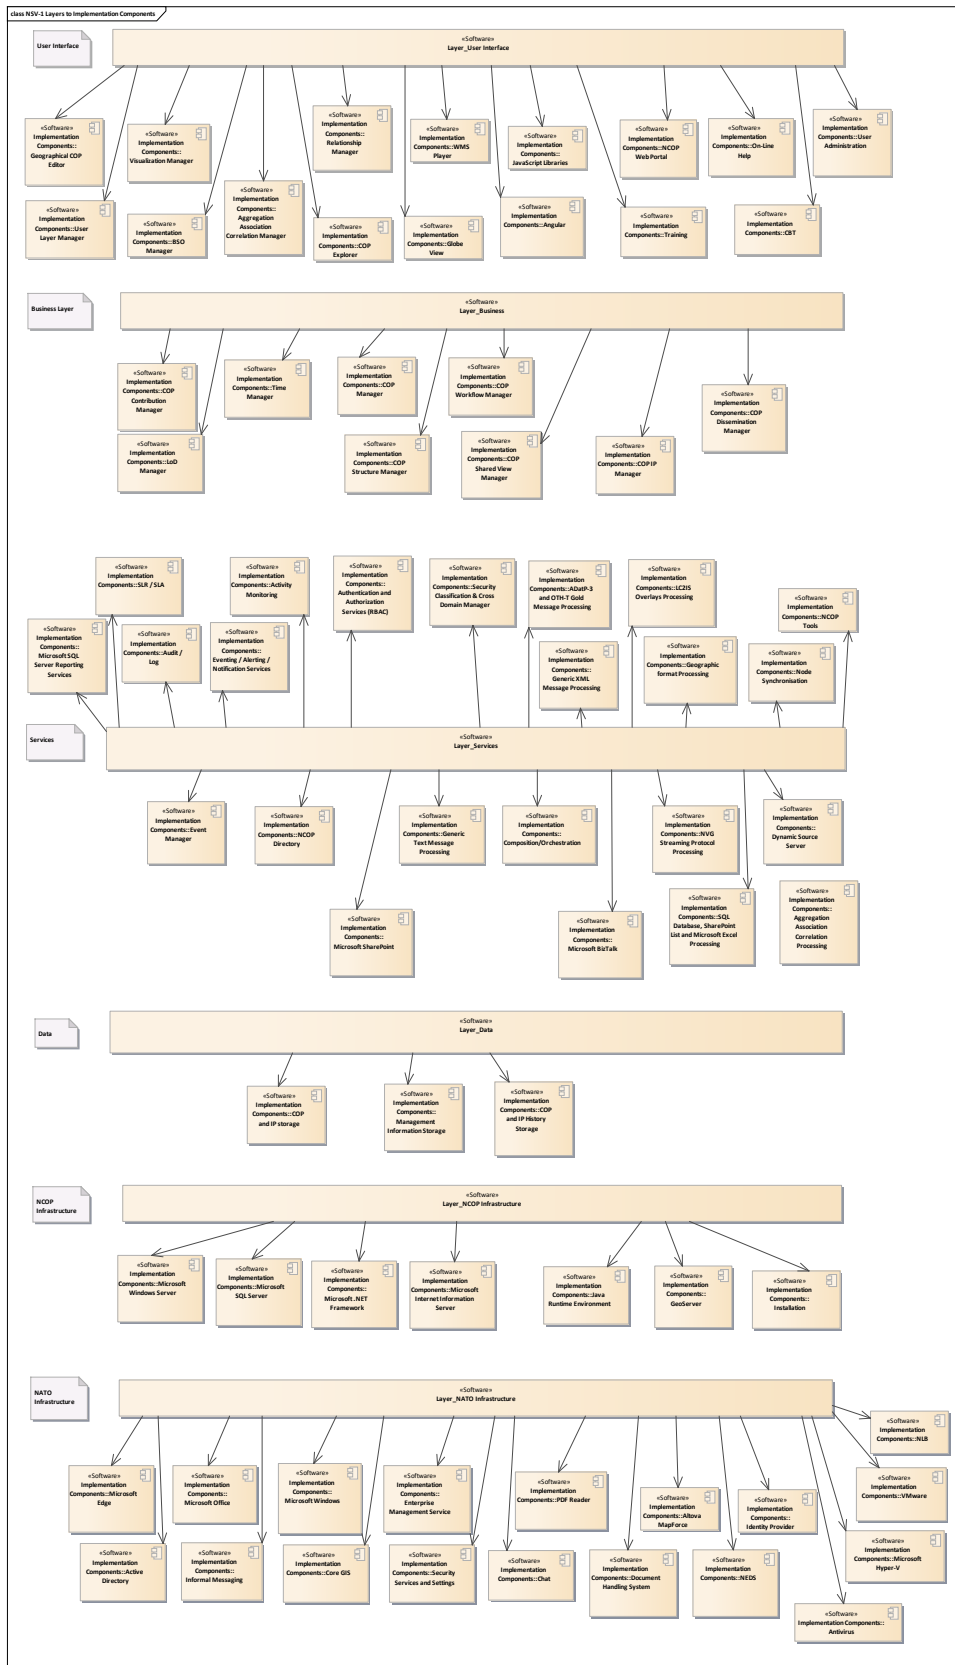 class NSV-1 Layers to Implementation Components
User Interface
«Software»
Layer_User Interface
«Software»
Implementation
Components::
Geographical COP
Editor
«Software»
Implementation
Components::
Visualization Manager
«Software»
Implementation
Components::
Relationship
Manager
«Software»
Implementation
Components::WMS
Player
«Software»
Implementation
Components::
JavaScript Libraries
«Software»
Implementation
Components::NCOP
Web Portal
«Software»
Implementation
Components::On-Line
Help
«Software»
Implementation
Components::User
Administration
«Software»
Implementation
Components::User
Layer Manager
«Software»
Implementation
Components::BSO
Manager
«Software»
Implementation
Components::
Aggregation
Association
Correlation Manager
«Software»
Implementation
Components::COP
Explorer
«Software»
Implementation
Components::Globe
View
«Software»
Implementation
Components::Angular
«Software»
Implementation
Components::Training
«Software»
Implementation
Components::CBT
Business Layer
«Software»
Layer_Business
«Software»
Implementation
Components::COP
Contribution
Manager
«Software»
Implementation
Components::Time
Manager
«Software»
Implementation
Components::COP
Manager
«Software»
Implementation
Components::COP
Workflow Manager
«Software»
Implementation
Components::COP
Dissemination
Manager
«Software»
Implementation
Components::LoD
Manager
«Software»
Implementation
Components::COP
Structure Manager
«Software»
Implementation
Components::COP
Shared View
Manager
«Software»
Implementation
Components::COP IP
Manager
«Software»
Implementation
Components::SLR / SLA
«Software»
Implementation
Components::Activity
Monitoring
«Software»
Implementation
Components::
Authentication and
Authorization
Services (RBAC)
«Software»
Implementation
Components::Security
Classification & Cross
Domain Manager
«Software»
Implementation
Components::ADatP-3
and OTH-T Gold
Message Processing
«Software»
Implementation
Components::LC2IS
Overlays Processing
«Software»
Implementation
Components::NCOP
Tools
«Software»
Implementation
Components::
Microsoft SQL
Server Reporting
Services
«Software»
Implementation
Components::Audit /
Log
«Software»
Implementation
Components::
Eventing / Alerting /
Notification Services
«Software»
Implementation
Components::
Generic XML
Message Processing
«Software»
Implementation
Components::Geographic
format Processing
«Software»
Implementation
Components::Node
Synchronisation
Services
«Software»
Layer_Services
«Software»
Implementation
Components::Event
Manager
«Software»
Implementation
Components::NCOP
Directory
«Software»
Implementation
Components::Generic
Text Message
Processing
«Software»
Implementation
Components::
Composition/Orchestration
«Software»
Implementation
Components::NVG
Streaming Protocol
Processing
«Software»
Implementation
Components::
Dynamic Source
Server
«Software»
Implementation
Components::
Microsoft SharePoint
«Software»
Implementation
Components::
Microsoft BizTalk
«Software»
Implementation
Components::SQL
Database, SharePoint
List and Microsoft Excel
Processing
«Software»
Implementation
Components::
Aggregation
Association
Correlation
Processing
Data
«Software»
Layer_Data
«Software»
Implementation
Components::COP
and IP storage
«Software»
Implementation
Components::
Management
Information Storage
«Software»
Implementation
Components::COP
and IP History
Storage
NCOP
Infrastructure
«Software»
Layer_NCOP Infrastructure
«Software»
Implementation
Components::Microsoft
Windows Server
«Software»
Implementation
Components::Microsoft
SQL Server
«Software»
Implementation
Components::
Microsoft .NET
Framework
«Software»
Implementation
Components::Microsoft
Internet Information
Server
«Software»
Implementation
Components::Java
Runtime Environment
«Software»
Implementation
Components::
GeoServer
«Software»
Implementation
Components::
Installation
NATO
Infrastructure
«Software»
Layer_NATO Infrastructure
«Software»
Implementation
Components::NLB
«Software»
Implementation
Components::Microsoft
Edge
«Software»
Implementation
Components::
Microsoft Office
«Software»
Implementation
Components::
Microsoft Windows
«Software»
Implementation
Components::
Enterprise
Management Service
«Software»
Implementation
Components::PDF Reader
«Software»
Implementation
Components::Altova
MapForce
«Software»
Implementation
Components::
Identity Provider
«Software»
Implementation
Components::VMware
«Software»
Implementation
Components::Active
Directory
«Software»
Implementation
Components::
Informal Messaging
«Software»
Implementation
Components::Core GIS
«Software»
Implementation
Components::Security
Services and Settings
«Software»
Implementation
Components::Chat
«Software»
Implementation
Components::Document
Handling System
«Software»
Implementation
Components::NEDS
«Software»
Implementation
Components::Microsoft
Hyper-V
«Software»
Implementation Components::
Antivirus